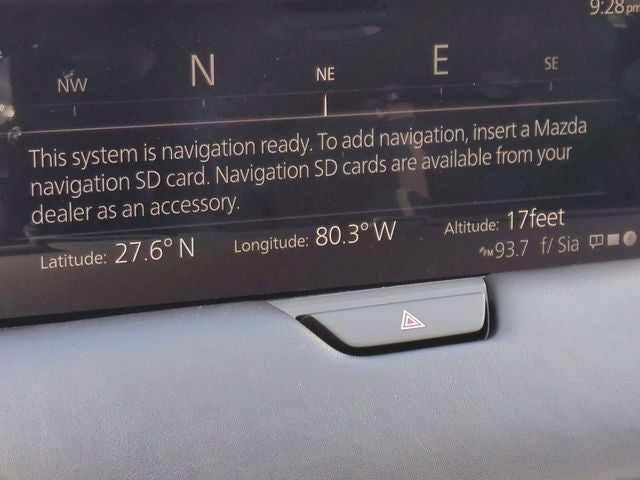 9:28pm
NW N NE E SE
This system is navigation ready. To add navigation, insert a Mazda
navigation SD card. Navigation SD cards are available from your
dealer as an accessory.
Latitude: 27.6° N Longitude: 80.3° W Altitude: 17feet
FM 93.7 f/ Sia